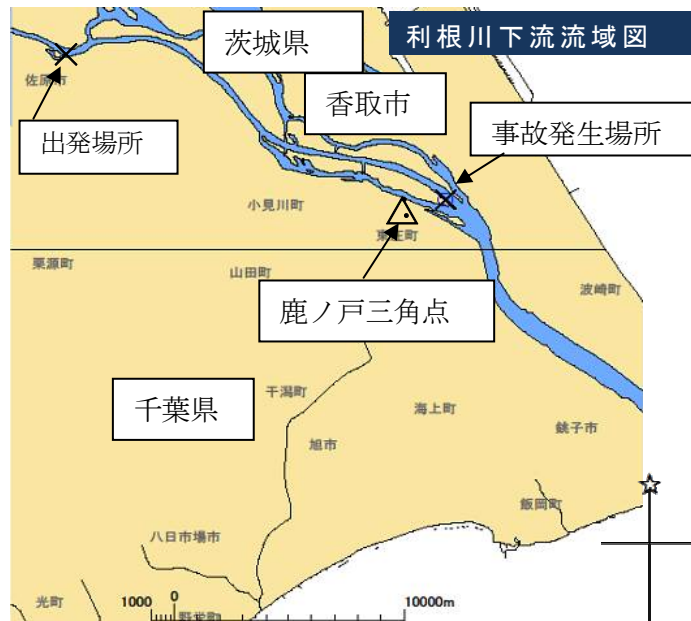 利根川下流流域図
茨城県
佐原市
香取市
出発場所
事故発生場所
小見川町
東庄町
栗源町
山田町
鹿ノ戸三角点
波崎町
千葉県
干潟町
海上町
銚子市
旭市
飯岡町
八日市場市
光町
1000 0
10000m
野栄町